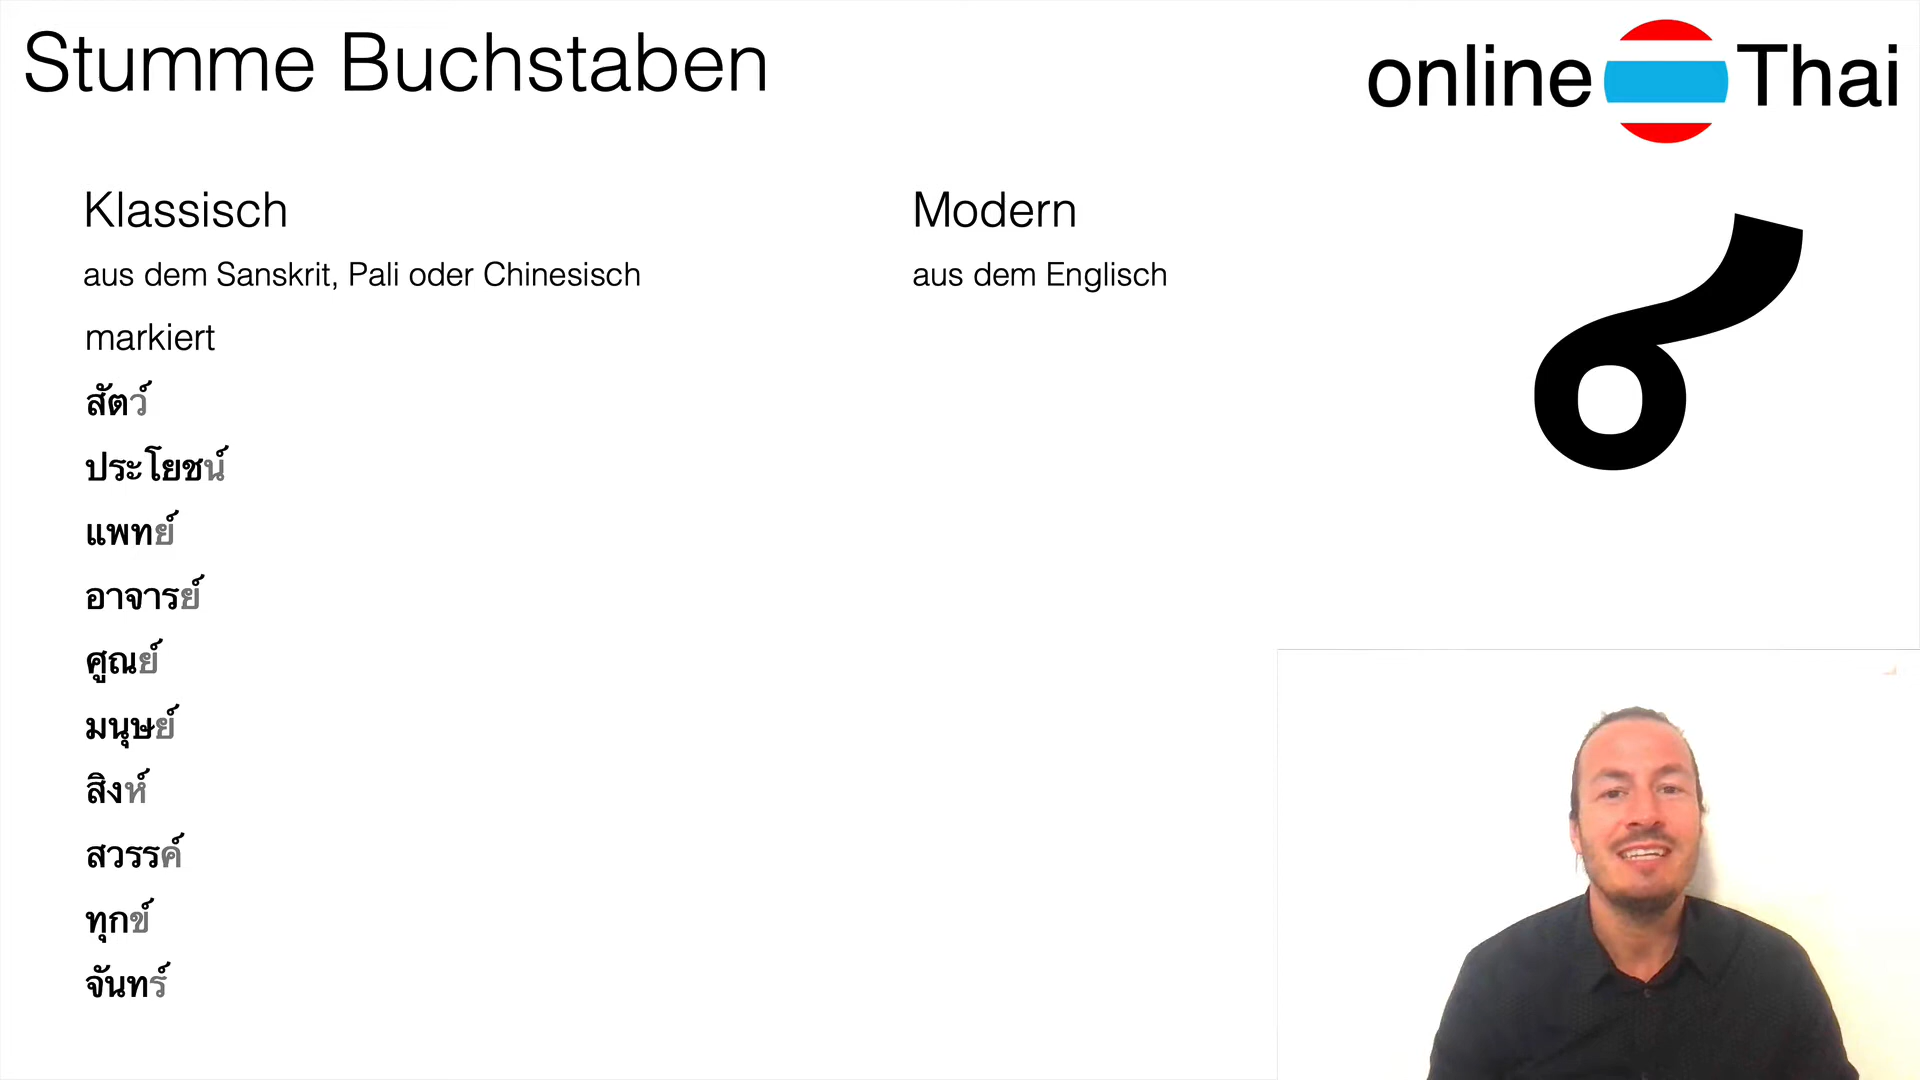 Stumme Buchstaben
online Thai
Klassisch
aus dem Sanskrit, Pali oder Chinesisch
markiert
สัตว์
ประโยชน์
แพทย์
อาจารย์
ศูณย์
มนุษย์
สิงห์
สวรรค์
ทุกข์
จันทร์
Modern
aus dem Englisch
์